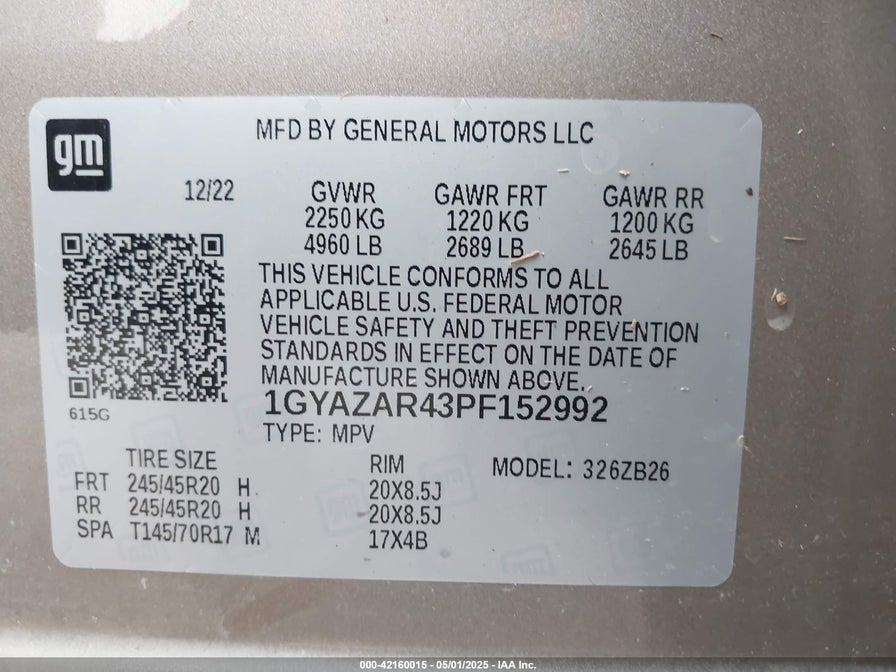 gm
MFD BY GENERAL MOTORS LLC
12/22 GVWR GAWR FRT GAWR RR
2250 KG 1220 KG 1200 KG
4960 LB 2689 LB 2645 LB
THIS VEHICLE CONFORMS TO ALL
APPLICABLE U.S. FEDERAL MOTOR
VEHICLE SAFETY AND THEFT PREVENTION
STANDARDS IN EFFECT ON THE DATE OF
MANUFACTURE SHOWN ABOVE.
1GYAZAR43PF152992
615G
TYPE: MPV
TIRE SIZE RIM MODEL: 326ZB26
FRT 245/45R20 H 20X8.5J
RR 245/45R20 H 20X8.5J
SPA T145/70R17 M 17X4B
000-42160015 - 05/01/2025 - IAA Inc.